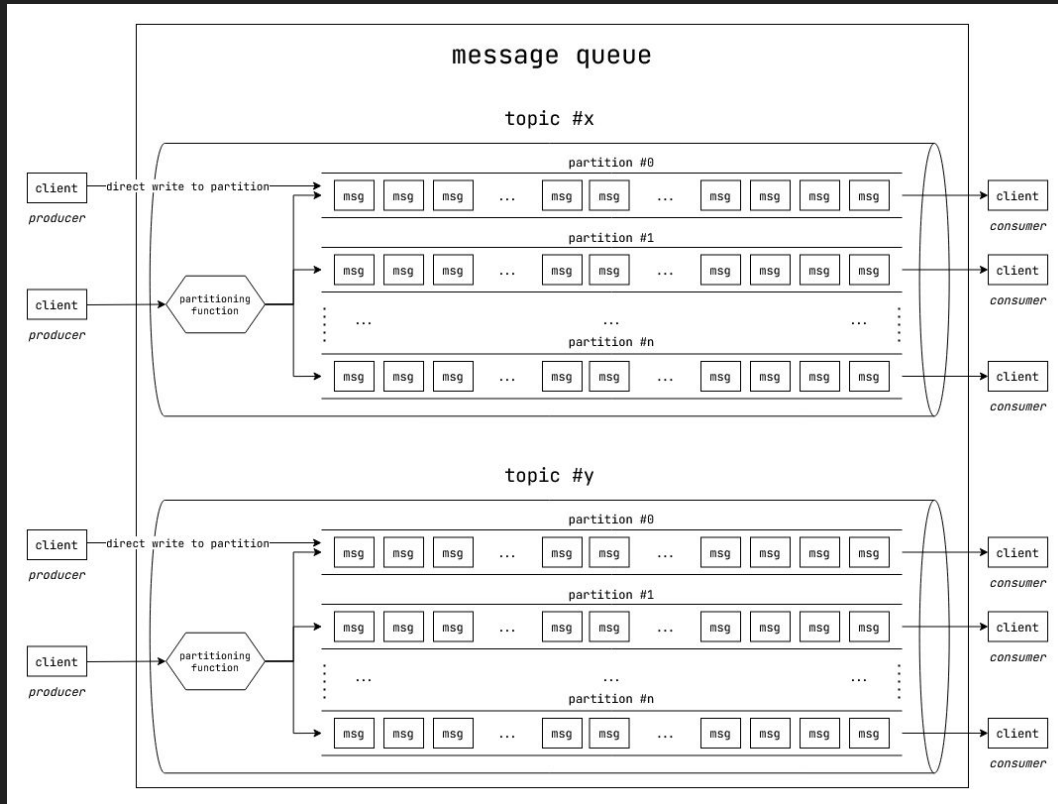 message queue
topic #x
partition #0
client direct write to partition msg msg msg ... msg msg ... msg msg msg msg client
producer consumer
partition #1
msg msg msg ... msg msg ... msg msg msg msg client
client partitioning function consumer
producer
... ... ...
partition #n
msg msg msg ... msg msg ... msg msg msg msg client
consumer
topic #y
partition #0
client direct write to partition msg msg msg ... msg msg ... msg msg msg msg client
producer consumer
partition #1
msg msg msg ... msg msg ... msg msg msg msg client
client partitioning function consumer
producer
... ... ...
partition #n
msg msg msg ... msg msg ... msg msg msg msg client
consumer